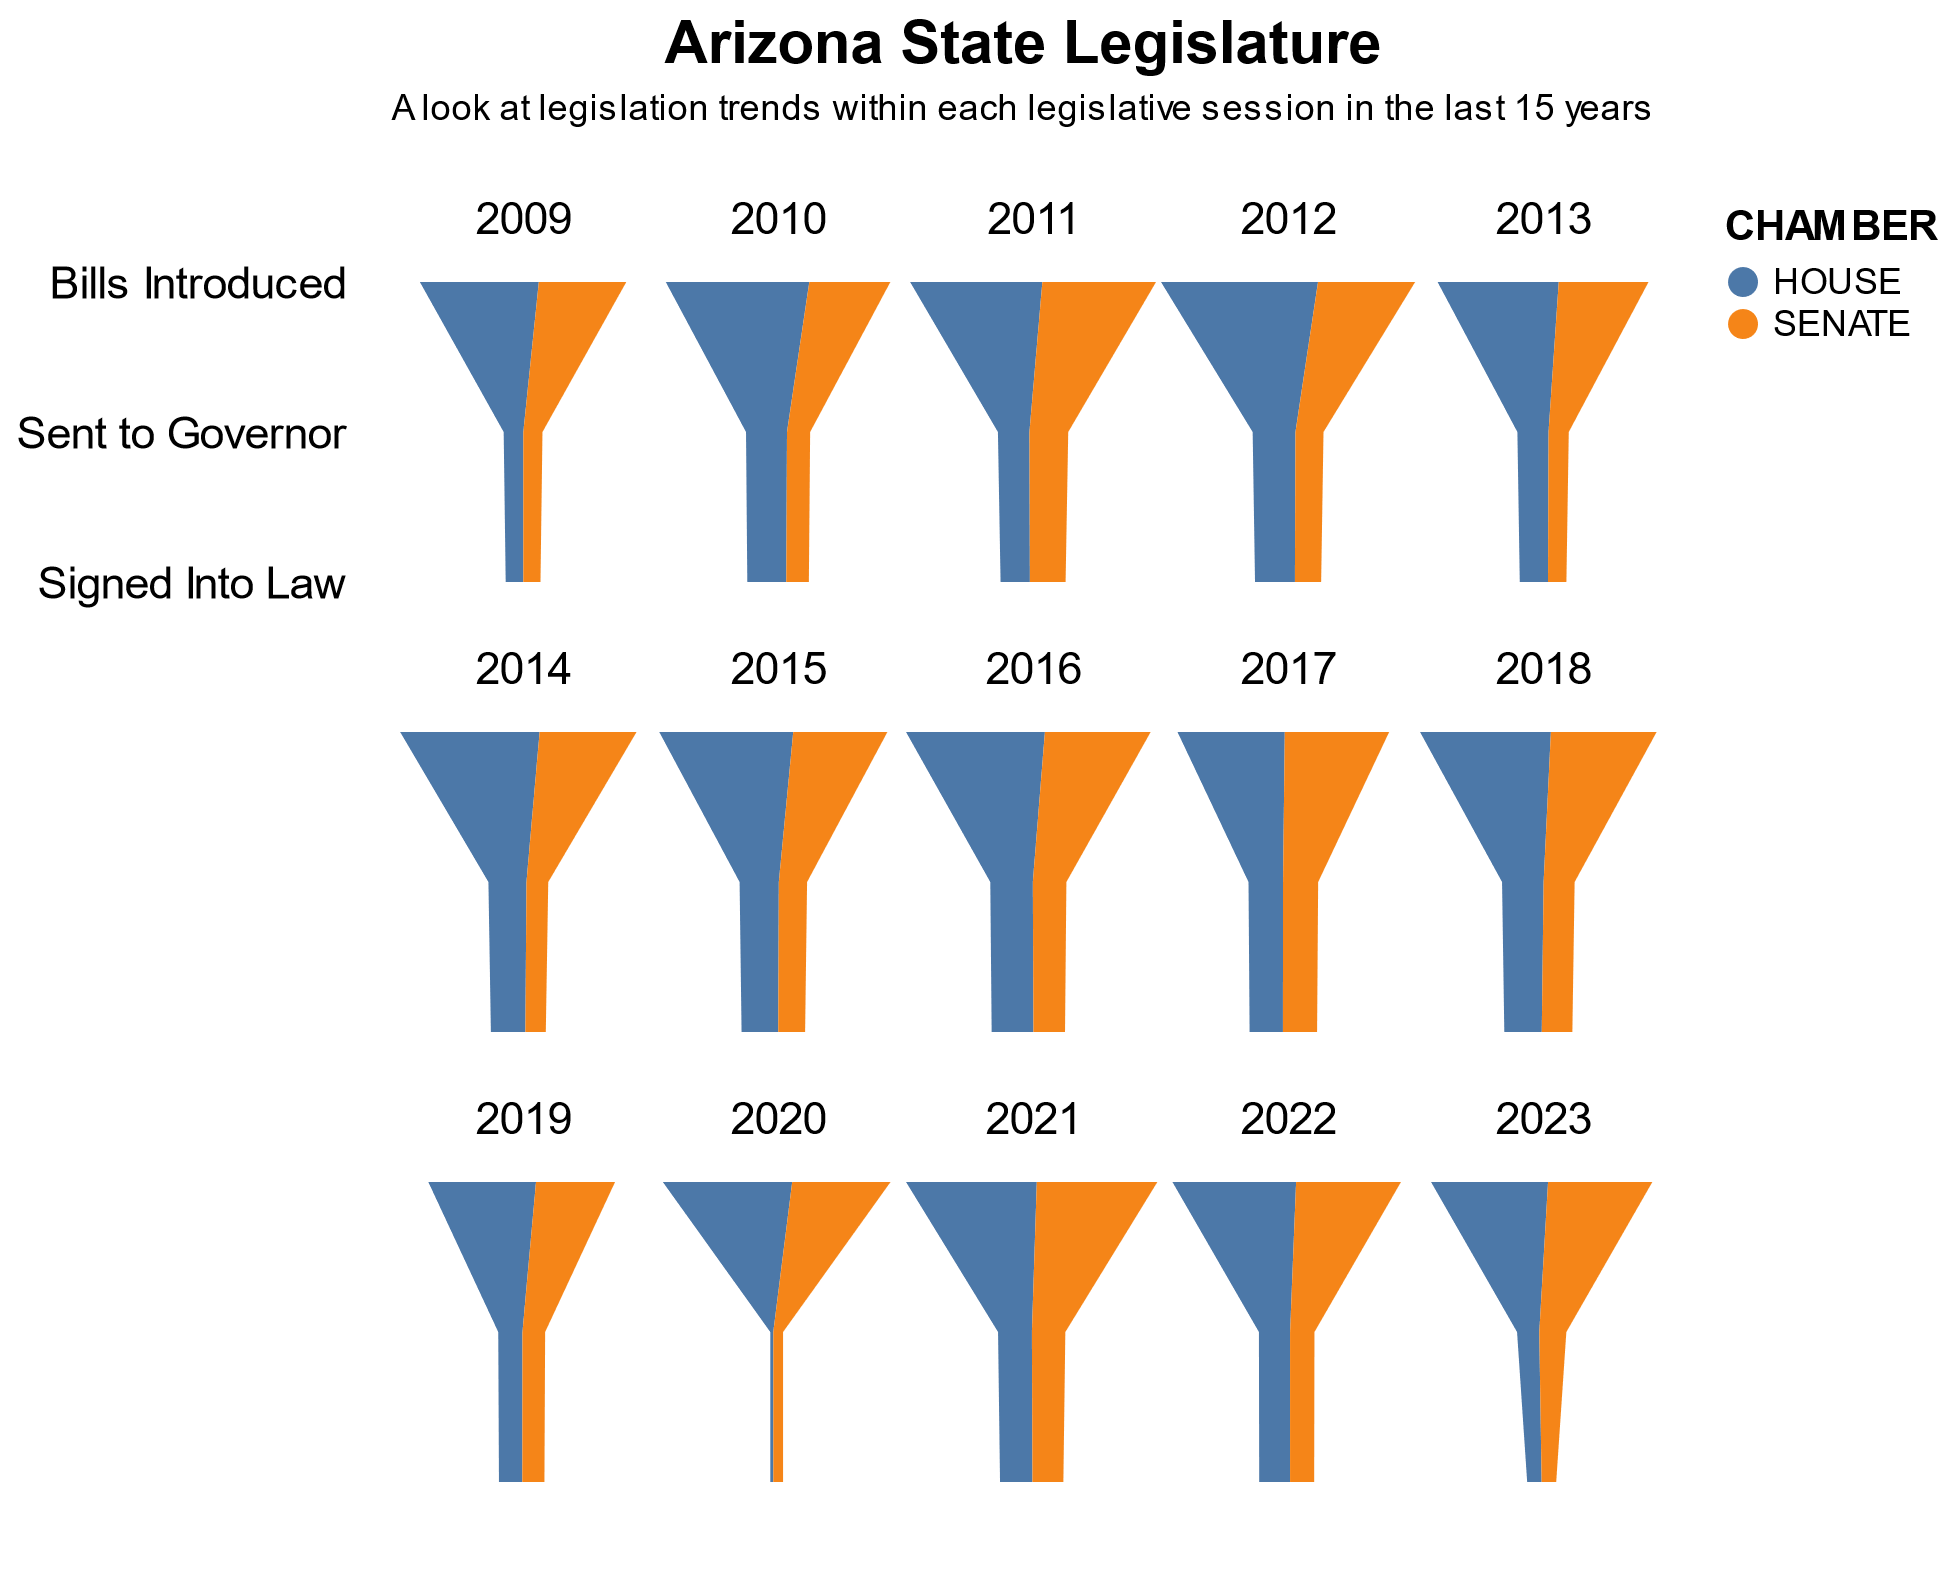 Arizona State Legislature
A look at legislation trends within each legislative session in the last 15 years
2009 2010 2011 2012 2013
CHAMBER
HOUSE
SENATE
Bills Introduced
Sent to Governor
Signed Into Law
2014 2015 2016 2017 2018
2019 2020 2021 2022 2023